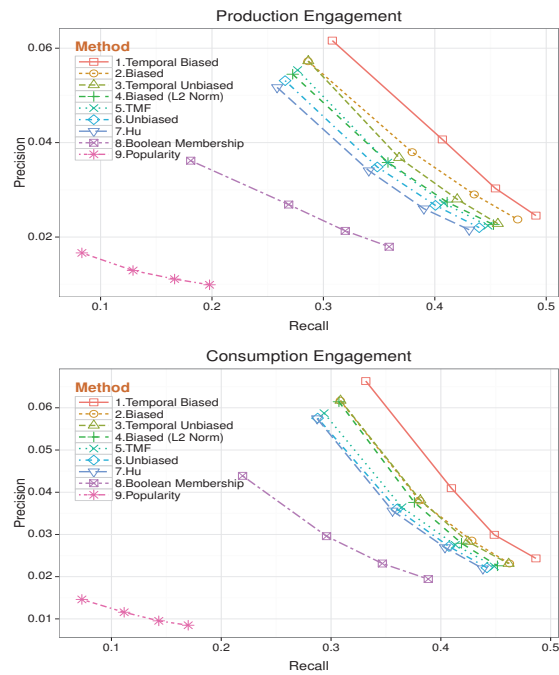 Production Engagement
Method
1.Temporal Biased
2.Biased
3.Temporal Unbiased
4.Biased (L2 Norm)
5.TMF
6.Unbiased
7.Hu
8.Boolean Membership
9.Popularity
Precision
0.06
0.04
0.02
0.1 0.2 0.3 0.4 0.5
Recall
Consumption Engagement
Method
1.Temporal Biased
2.Biased
3.Temporal Unbiased
4.Biased (L2 Norm)
5.TMF
6.Unbiased
7.Hu
8.Boolean Membership
9.Popularity
Precision
0.06
0.05
0.04
0.03
0.02
0.01
0.1 0.2 0.3 0.4 0.5
Recall